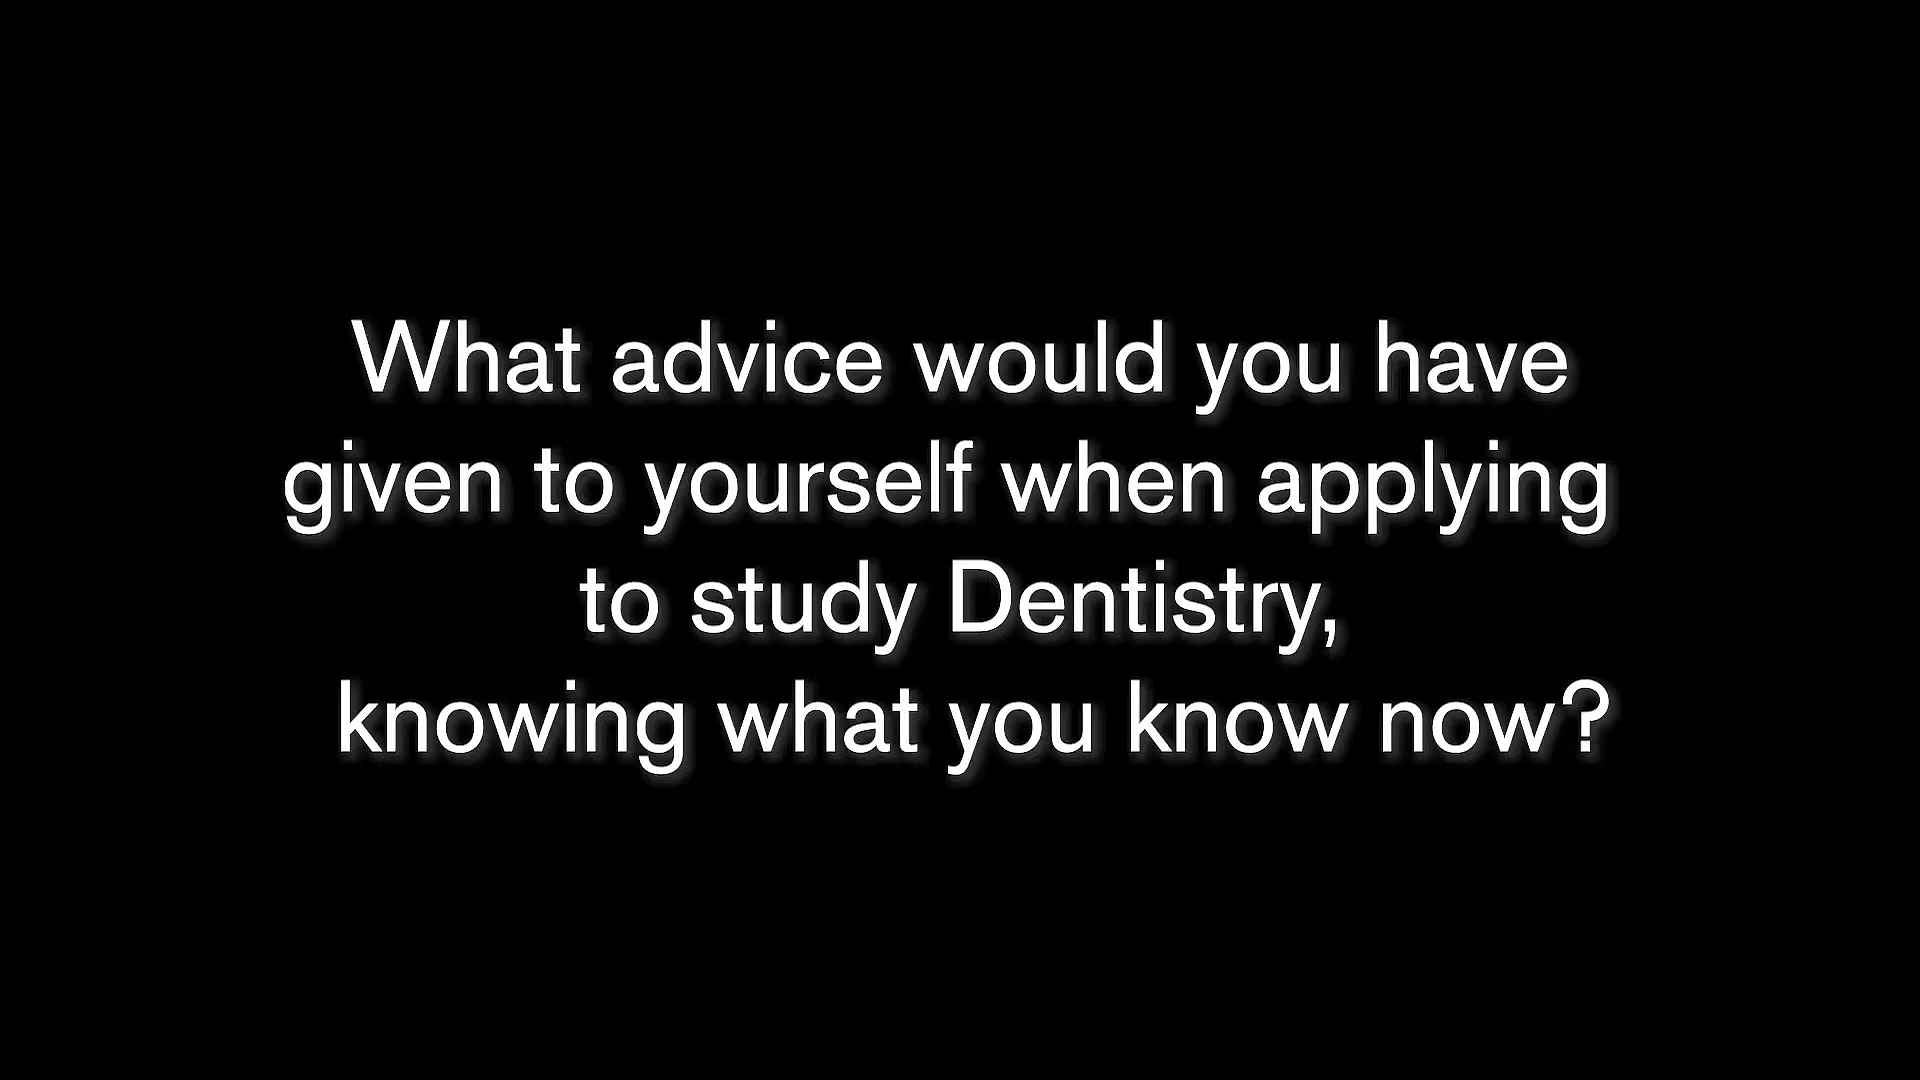 What advice would you have
given to yourself when applying
to study Dentistry,
knowing what you know now?